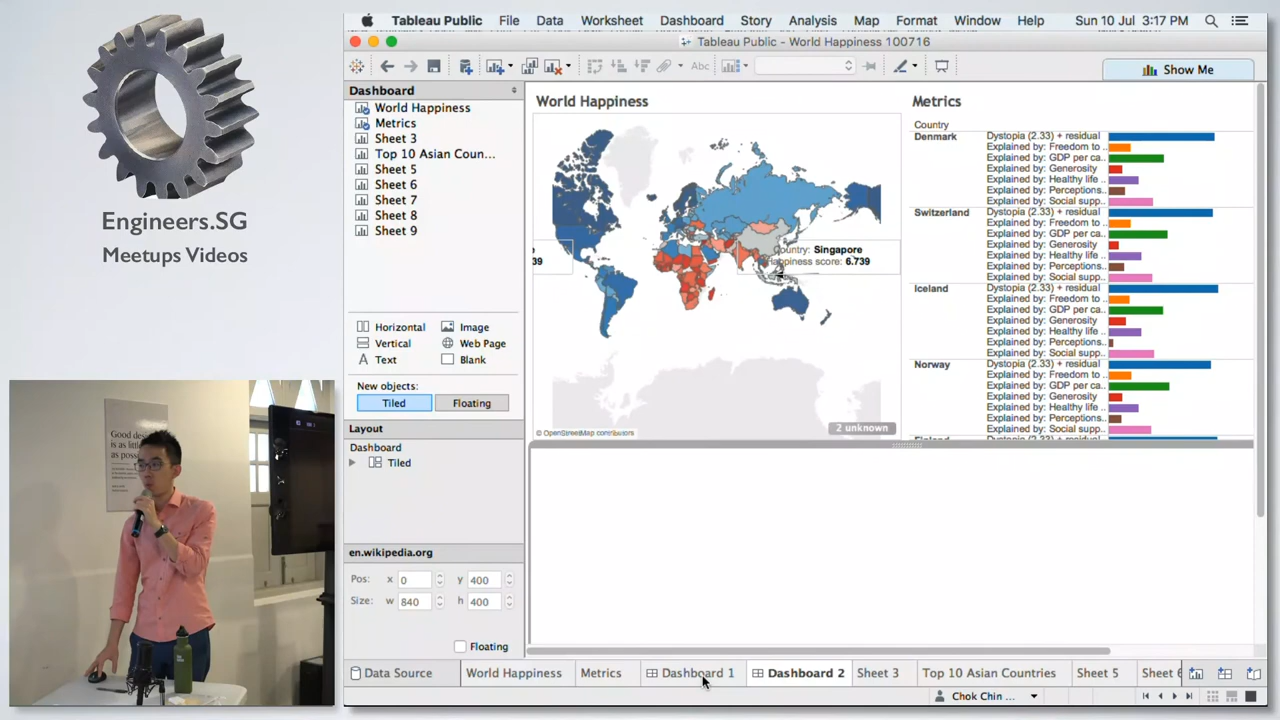 Engineers.SG
Meetups Videos
Good des
is as little
as possi
Tableau Public File Data Worksheet Dashboard Story Analysis Map Format Window Help Sun 10 Jul 3:17 PM
Tableau Public - World Happiness 100716
Abc
Show Me
Dashboard
World Happiness
Metrics
Sheet 3
Top 10 Asian Coun...
Sheet 5
Sheet 6
Sheet 7
Sheet 8
Sheet 9
Horizontal Image
Vertical Web Page
A Text Blank
New objects:
Tiled Floating
Layout
Dashboard
Tiled
en.wikipedia.org
Pos: x 0 y 400
Size: w 840 h 400
Floating
World Happiness
39
Country: Singapore
Happiness score: 6.739
© OpenStreetMap contributors
2 unknown
Metrics
Country
Denmark Dystopia (2.33) + residual
Explained by: Freedom to ..
Explained by: GDP per ca..
Explained by: Generosity
Explained by: Healthy life ..
Explained by: Perceptions..
Explained by: Social supp..
Switzerland Dystopia (2.33) + residual
Explained by: Freedom to ..
Explained by: GDP per ca..
Explained by: Generosity
Explained by: Healthy life ..
Explained by: Perceptions..
Explained by: Social supp..
Iceland Dystopia (2.33) + residual
Explained by: Freedom to ..
Explained by: GDP per ca..
Explained by: Generosity
Explained by: Healthy life ..
Explained by: Perceptions..
Explained by: Social supp..
Norway Dystopia (2.33) + residual
Explained by: Freedom to ..
Explained by: GDP per ca..
Explained by: Generosity
Explained by: Healthy life ..
Explained by: Perceptions..
Explained by: Social supp..
Data Source World Happiness Metrics Dashboard 1 Dashboard 2 Sheet 3 Top 10 Asian Countries Sheet 5 Sheet 6
Chok Chin ...